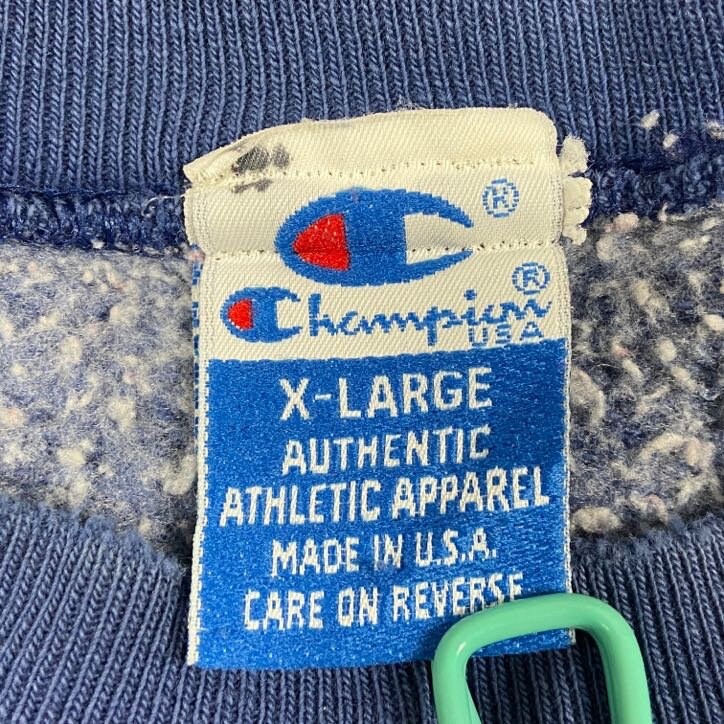 ®
Champion®
USA
X-LARGE
AUTHENTIC
ATHLETIC APPAREL
MADE IN U.S.A.
CARE ON REVERSE